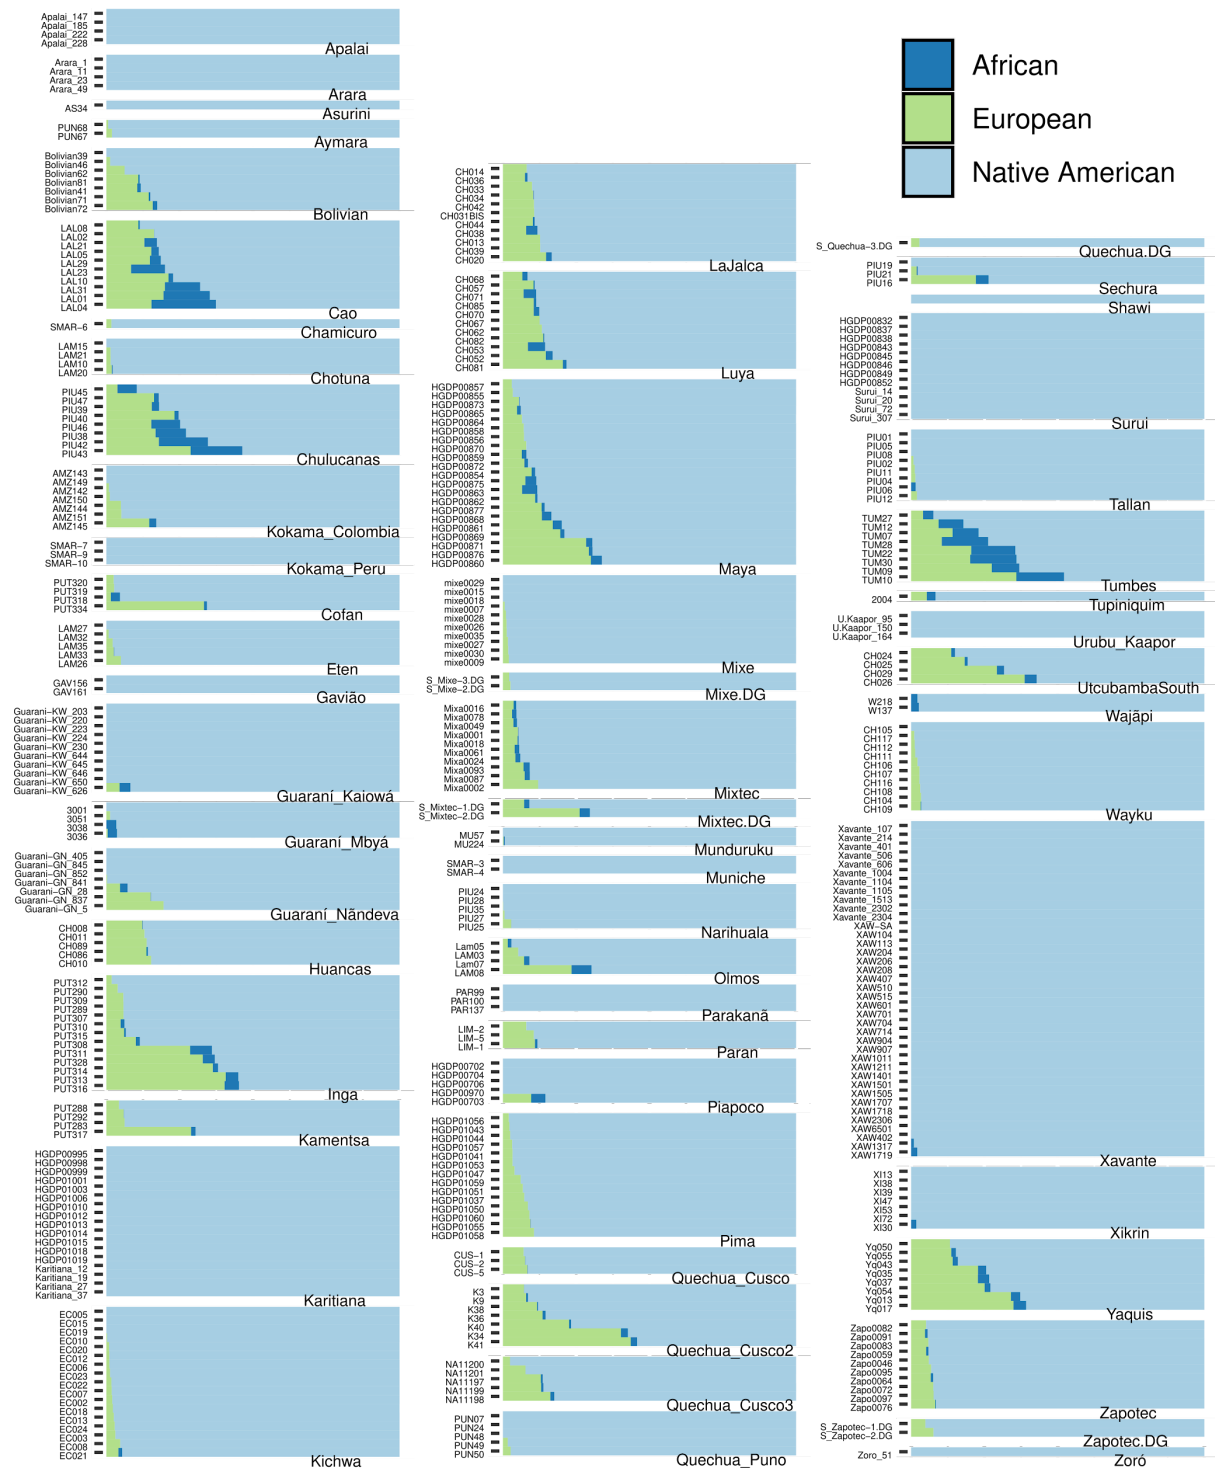 Apalai_147
Apalai_185
Apalai_222
Apalai_228
Apalai
Arara_1
Arara_11
Arara_23
Arara_49
Arara
AS34
Asurini
PUN68
PUN67
Aymara
Bolivian39
Bolivian46
Bolivian62
Bolivian81
Bolivian41
Bolivian71
Bolivian72
Bolivian
LAL08
LAL02
LAL21
LAL05
LAL29
LAL23
LAL10
LAL31
LAL01
LAL04
Cao
SMAR-6
Chamicuro
LAM15
LAM21
LAM10
LAM20
Chotuna
PIU45
PIU47
PIU39
PIU40
PIU46
PIU38
PIU42
PIU43
Chulucanas
AMZ143
AMZ149
AMZ142
AMZ150
AMZ144
AMZ151
AMZ145
Kokama_Colombia
SMAR-7
SMAR-9
SMAR-10
Kokama_Peru
PUT320
PUT319
PUT318
PUT334
Cofan
LAM27
LAM32
LAM35
LAM33
LAM26
Eten
GAV156
GAV161
Gavião
Guarani-KW_203
Guarani-KW_220
Guarani-KW_223
Guarani-KW_224
Guarani-KW_230
Guarani-KW_644
Guarani-KW_645
Guarani-KW_646
Guarani-KW_650
Guarani-KW_626
Guaraní_Kaiowá
3001
3051
3038
3036
Guaraní_Mbyá
Guarani-GN_405
Guarani-GN_845
Guarani-GN_852
Guarani-GN_841
Guarani-GN_28
Guarani-GN_837
Guarani-GN_5
Guaraní_Nãndeva
CH008
CH011
CH089
CH086
CH010
Huancas
PUT312
PUT290
PUT309
PUT289
PUT307
PUT310
PUT315
PUT308
PUT311
PUT328
PUT314
PUT313
PUT316
Inga
PUT288
PUT292
PUT283
PUT317
Kamentsa
HGDP00995
HGDP00998
HGDP00999
HGDP01001
HGDP01003
HGDP01006
HGDP01010
HGDP01012
HGDP01013
HGDP01014
HGDP01015
HGDP01018
HGDP01019
Karitiana_12
Karitiana_19
Karitiana_27
Karitiana_37
Karitiana
EC005
EC015
EC019
EC010
EC020
EC012
EC006
EC023
EC022
EC007
EC002
EC018
EC013
EC024
EC003
EC008
EC021
Kichwa
CH014
CH036
CH033
CH034
CH042
CH031BIS
CH044
CH038
CH013
CH039
CH020
LaJalca
CH068
CH057
CH071
CH085
CH070
CH067
CH062
CH082
CH053
CH052
CH081
Luya
HGDP00857
HGDP00855
HGDP00873
HGDP00865
HGDP00864
HGDP00858
HGDP00856
HGDP00870
HGDP00859
HGDP00872
HGDP00854
HGDP00875
HGDP00863
HGDP00862
HGDP00877
HGDP00868
HGDP00861
HGDP00869
HGDP00871
HGDP00876
HGDP00860
Maya
mixe0029
mixe0015
mixe0018
mixe0007
mixe0028
mixe0026
mixe0035
mixe0027
mixe0030
mixe0009
Mixe
S_Mixe-3.DG
S_Mixe-2.DG
Mixe.DG
Mixa0016
Mixa0078
Mixa0049
Mixa0001
Mixa0018
Mixa0061
Mixa0024
Mixa0093
Mixa0087
Mixa0002
Mixtec
S_Mixtec-1.DG
S_Mixtec-2.DG
Mixtec.DG
MU57
MU224
Munduruku
SMAR-3
SMAR-4
Muniche
PIU24
PIU28
PIU35
PIU27
PIU25
Narihuala
Lam05
LAM03
Lam07
LAM08
Olmos
PAR99
PAR100
PAR137
Parakanã
LIM-2
LIM-5
LIM-1
Paran
HGDP00702
HGDP00704
HGDP00706
HGDP00970
HGDP00703
Piapoco
HGDP01056
HGDP01043
HGDP01044
HGDP01057
HGDP01041
HGDP01053
HGDP01047
HGDP01059
HGDP01051
HGDP01037
HGDP01050
HGDP01060
HGDP01055
HGDP01058
Pima
CUS-1
CUS-2
CUS-5
Quechua_Cusco
K3
K9
K38
K36
K40
K34
K41
Quechua_Cusco2
NA11200
NA11201
NA11197
NA11199
NA11198
Quechua_Cusco3
PUN07
PUN24
PUN48
PUN49
PUN50
Quechua_Puno
African
European
Native American
S_Quechua-3.DG
Quechua.DG
PIU19
PIU21
PIU16
Sechura
Shawi
HGDP00832
HGDP00837
HGDP00838
HGDP00843
HGDP00845
HGDP00846
HGDP00849
HGDP00852
Surui_14
Surui_20
Surui_72
Surui_307
Surui
PIU01
PIU05
PIU08
PIU02
PIU11
PIU04
PIU06
PIU12
Tallan
TUM27
TUM12
TUM07
TUM28
TUM22
TUM30
TUM09
TUM10
Tumbes
2004
Tupiniquim
U.Kaapor_95
U.Kaapor_150
U.Kaapor_164
Urubu_Kaapor
CH024
CH025
CH029
CH026
UtcubambaSouth
W218
W137
Wajãpi
CH105
CH117
CH112
CH111
CH106
CH107
CH116
CH108
CH104
CH109
Wayku
Xavante_107
Xavante_214
Xavante_401
Xavante_506
Xavante_606
Xavante_1004
Xavante_1104
Xavante_1105
Xavante_1513
Xavante_2302
Xavante_2304
XAW-SA
XAW104
XAW113
XAW204
XAW206
XAW208
XAW407
XAW510
XAW515
XAW601
XAW701
XAW704
XAW714
XAW904
XAW907
XAW1011
XAW1211
XAW1401
XAW1501
XAW1505
XAW1707
XAW1718
XAW2306
XAW6501
XAW402
XAW1317
XAW1719
Xavante
XI13
XI38
XI39
XI47
XI53
XI72
XI30
Xikrin
Yq050
Yq055
Yq043
Yq035
Yq037
Yq054
Yq013
Yq017
Yaquis
Zapo0082
Zapo0091
Zapo0083
Zapo0059
Zapo0046
Zapo0095
Zapo0064
Zapo0072
Zapo0097
Zapo0076
Zapotec
S_Zapotec-1.DG
S_Zapotec-2.DG
Zapotec.DG
Zoro_51
Zoró